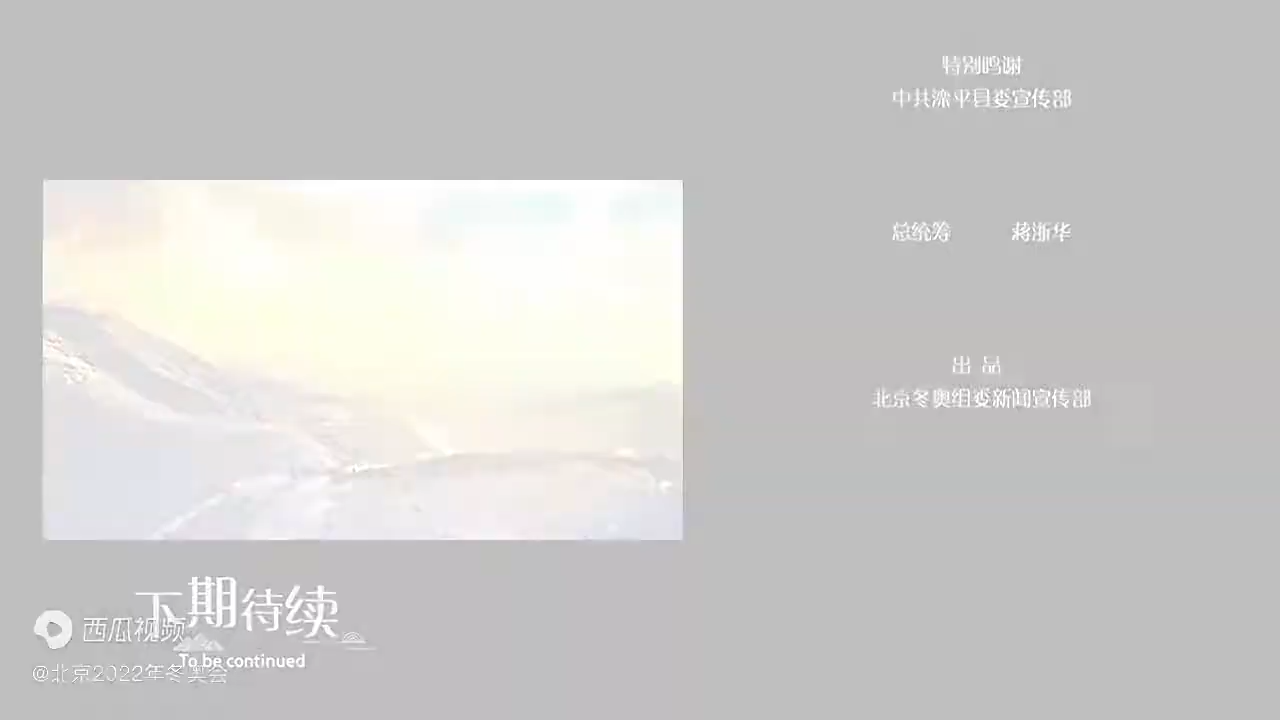 特别鸣谢
中共滦平县委宣传部
总统筹 蒋浙华
出 品
北京冬奥组委新闻宣传部
下期待续
To be continued
西瓜视频
@北京2022年冬奥会